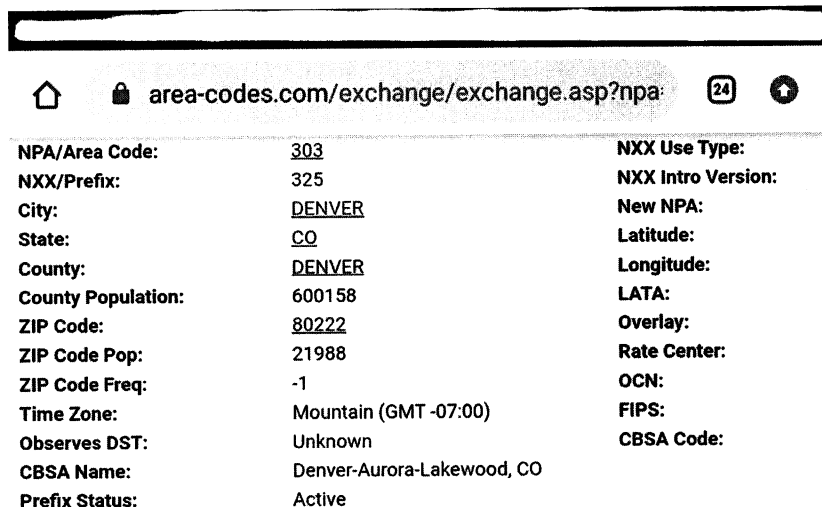 area-codes.com/exchange/exchange.asp?npa
24
NPA/Area Code: 303 NXX Use Type:
NXX/Prefix: 325 NXX Intro Version:
City: DENVER New NPA:
State: CO Latitude:
County: DENVER Longitude:
County Population: 600158 LATA:
ZIP Code: 80222 Overlay:
ZIP Code Pop: 21988 Rate Center:
ZIP Code Freq: -1 OCN:
Time Zone: Mountain (GMT -07:00) FIPS:
Observes DST: Unknown CBSA Code:
CBSA Name: Denver-Aurora-Lakewood, CO
Prefix Status: Active